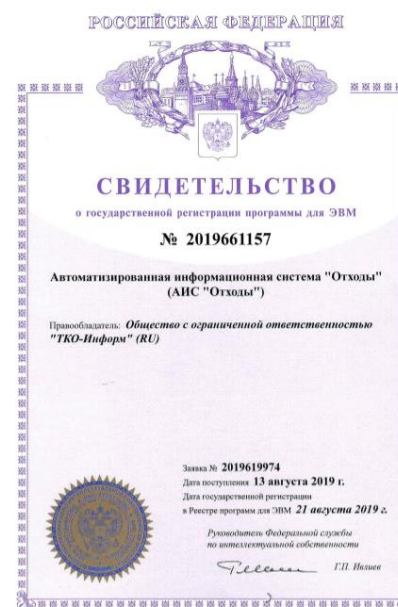 РОССИЙСКАЯ ФЕДЕРАЦИЯ
СВИДЕТЕЛЬСТВО
о государственной регистрации программы для ЭВМ
№ 2019661157
Автоматизированная информационная система "Отходы"
(АИС "Отходы")
Правообладатель: Общество с ограниченной ответственностью
"ТКО-Информ" (RU)
Заявка № 2019619974
Дата поступления 13 августа 2019 г.
Дата государственной регистрации
в Реестре программ для ЭВМ 21 августа 2019 г.
Руководитель Федеральной службы
по интеллектуальной собственности
Г.П. Ивлиев